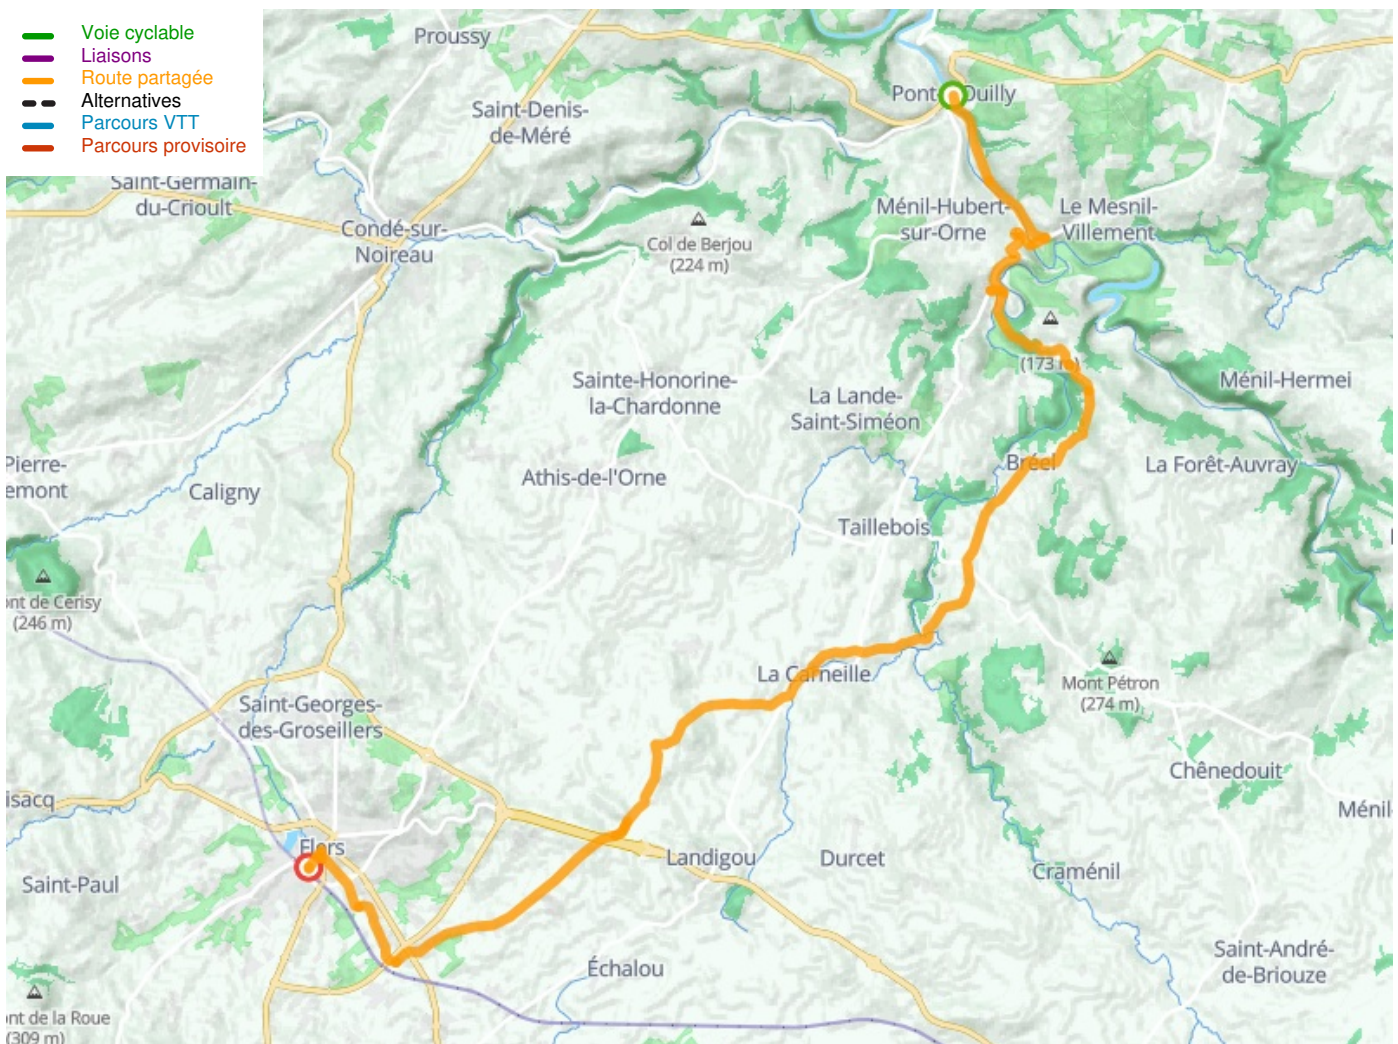 Voie cyclable
Liaisons
Route partagée
Alternatives
Parcours VTT
Parcours provisoire
Proussy
Saint-Denis-
de-Méré
Pont
Ouilly
Saint-Germain-
du-Crioult
Condé-sur-
Noireau
Col de Berjou
(224 m)
Ménil-Hubert-
sur-Orne
Le Mesnil-
Villement
(173 m)
Sainte-Honorine-
la-Chardonne
La Lande-
Saint-Siméon
Ménil-Hermei
Pierre-
emont
Caligny
Athis-de-l'Orne
Bréel
La Forêt-Auvray
Taillebois
ont de Cerisy
(246 m)
La Carneille
Mont Pétron
(274 m)
Saint-Georges-
des-Groseillers
Chênedouit
isacq
Ménil-
Flers
Saint-Paul
Landigou
Durcet
Craménil
Échalou
Saint-André-
de-Briouze
nt de la Roue
(309 m)